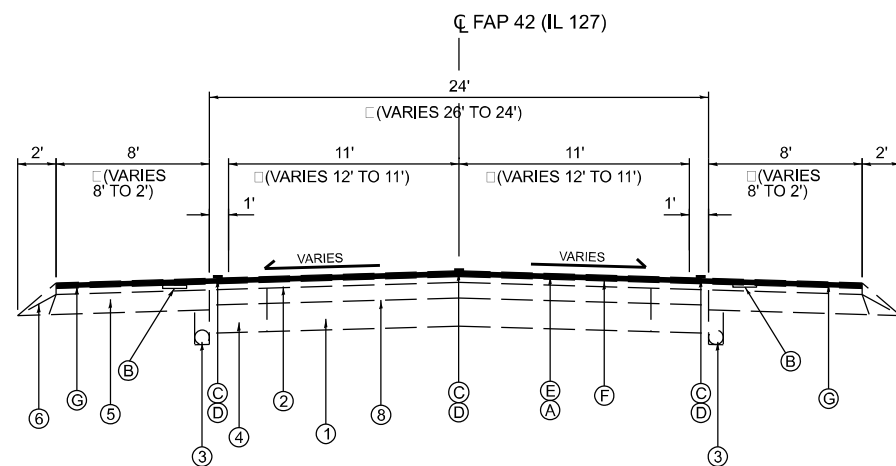 ℄ FAP 42 (IL 127)
24'
□(VARIES 26' TO 24')
2' 8' 11' 11' 8' 2'
□(VARIES
8' TO 2')
□(VARIES 12' TO 11') □(VARIES 12' TO 11')
□(VARIES
8' TO 2')
1' 1'
VARIES VARIES
6 G 5 B 3 C D 4 2 1 8 C D E A F C D 3 B G